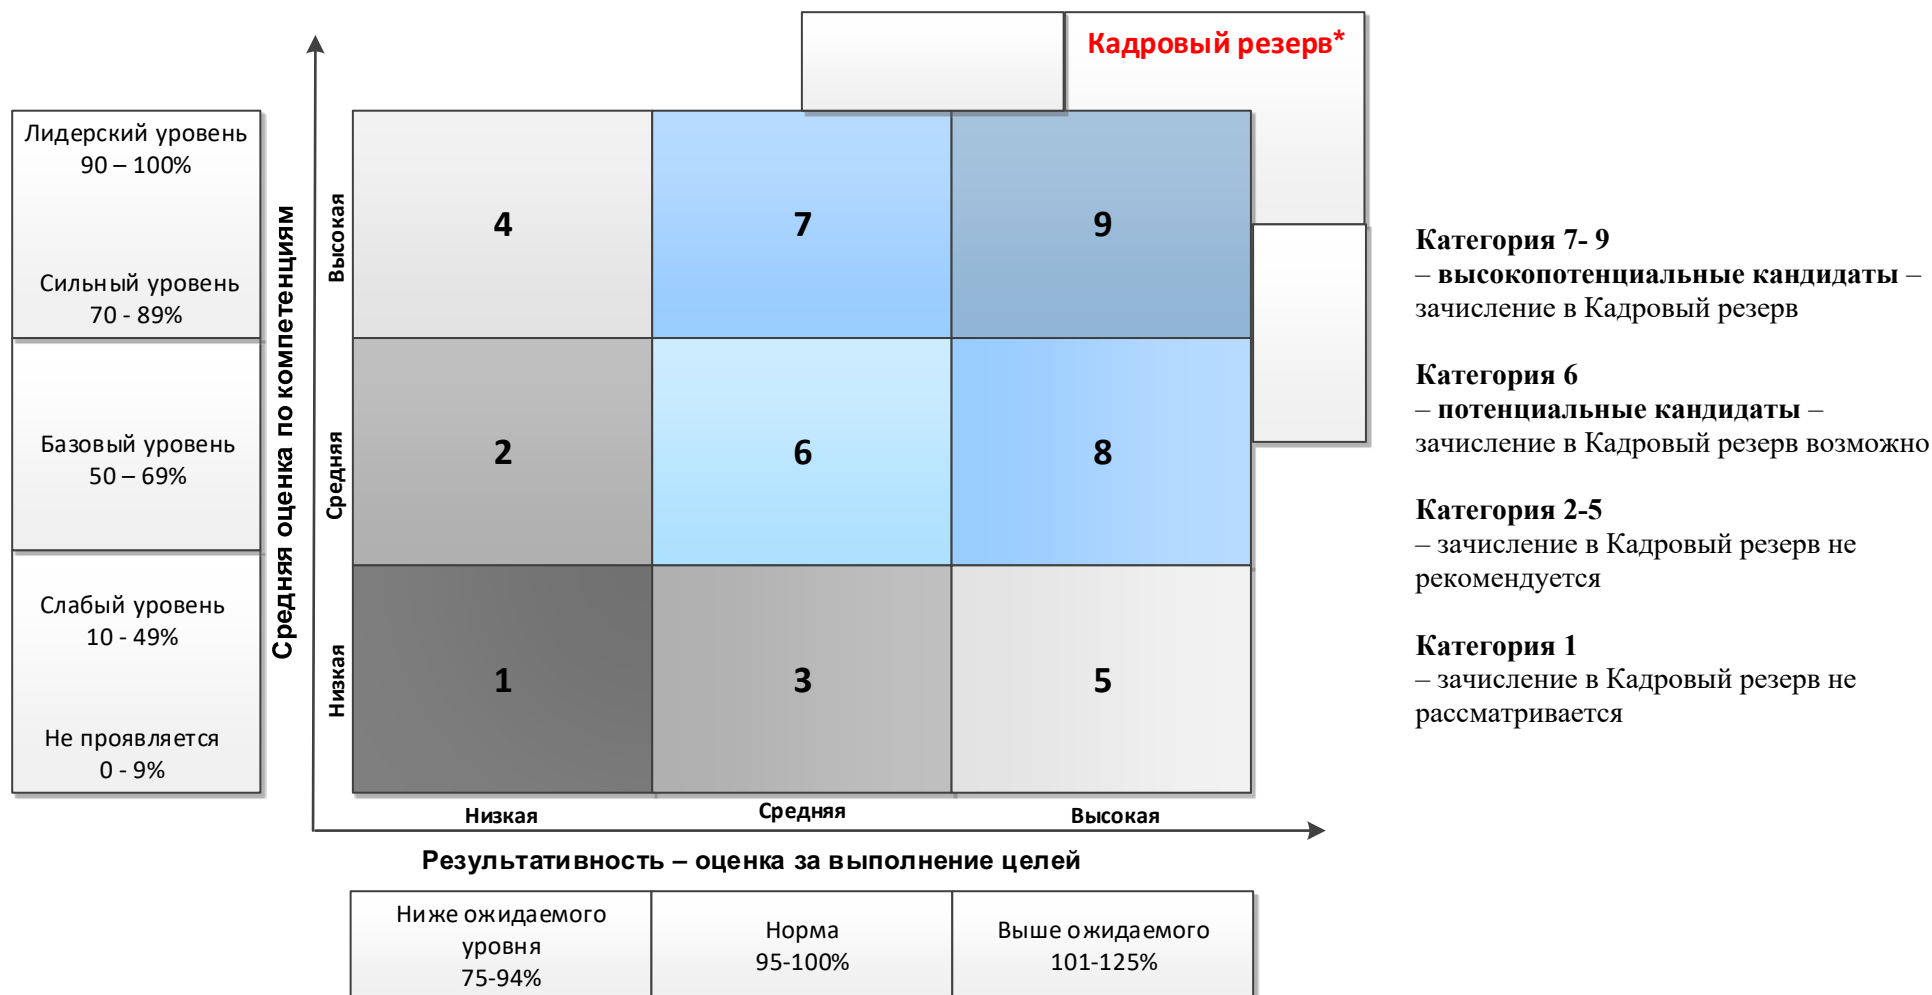 Кадровый резерв*
Лидерский уровень
90 – 100%
Сильный уровень
70 - 89%
Базовый уровень
50 – 69%
Слабый уровень
10 - 49%
Не проявляется
0 - 9%
Средняя оценка по компетенциям
Высокая
Средняя
Низкая
4
7
9
2
6
8
1
3
5
Низкая
Средняя
Высокая
Результативность – оценка за выполнение целей
Ниже ожидаемого
уровня
75-94%
Норма
95-100%
Выше ожидаемого
101-125%
Категория 7- 9
– высокопотенциальные кандидаты –
зачисление в Кадровый резерв
Категория 6
– потенциальные кандидаты –
зачисление в Кадровый резерв возможно
Категория 2-5
– зачисление в Кадровый резерв не
рекомендуется
Категория 1
– зачисление в Кадровый резерв не
рассматривается